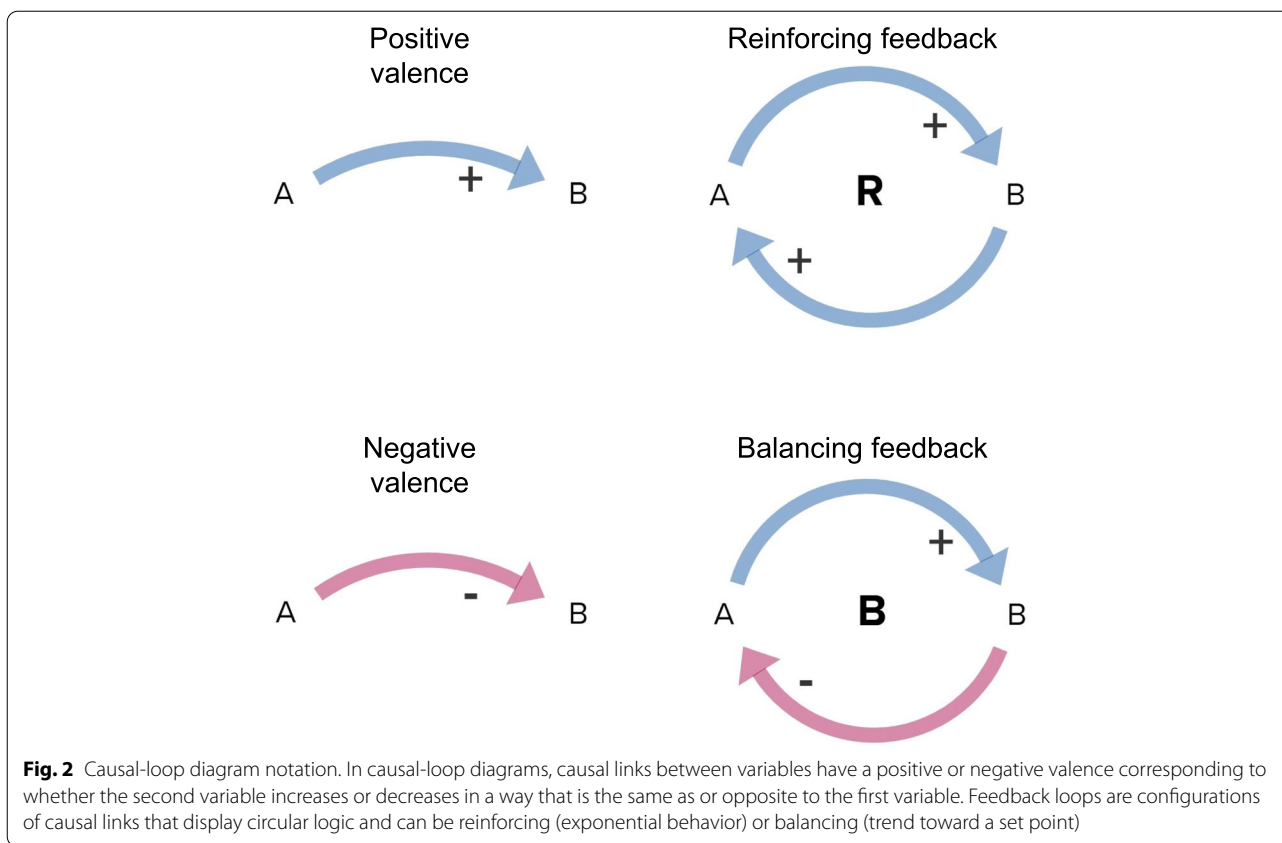 Positive
valence
Reinforcing feedback
+
A
B
+
A
R
B
+
Negative
valence
Balancing feedback
-
A
B
+
A
B
B
-
Fig. 2 Causal-loop diagram notation. In causal-loop diagrams, causal links between variables have a positive or negative valence corresponding to
whether the second variable increases or decreases in a way that is the same as or opposite to the first variable. Feedback loops are configurations
of causal links that display circular logic and can be reinforcing (exponential behavior) or balancing (trend toward a set point)